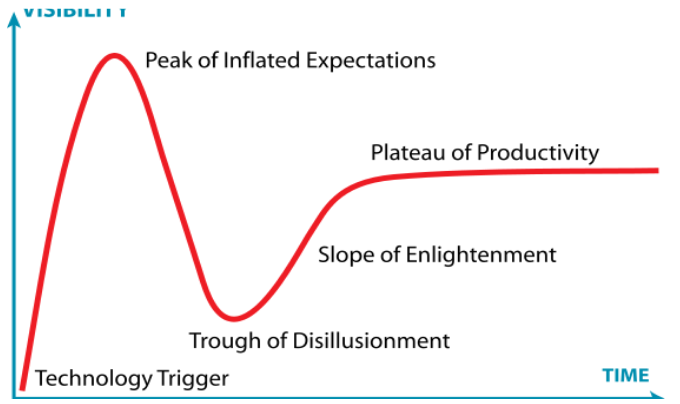 VISIBILITY
Peak of Inflated Expectations
Plateau of Productivity
Slope of Enlightenment
Trough of Disillusionment
Technology Trigger
TIME